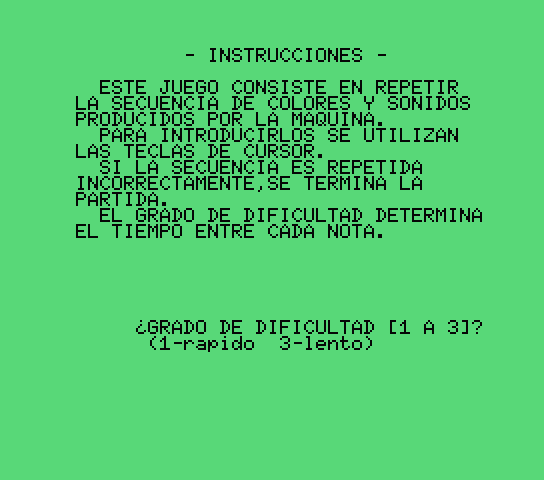 - INSTRUCCIONES -
ESTE JUEGO CONSISTE EN REPETIR
LA SECUENCIA DE COLORES Y SONIDOS
PRODUCIDOS POR LA MAQUINA.
PARA INTRODUCIRLOS SE UTILIZAN
LAS TECLAS DE CURSOR.
SI LA SECUENCIA ES REPETIDA
INCORRECTAMENTE,SE TERMINA LA
PARTIDA.
EL GRADO DE DIFICULTAD DETERMINA
EL TIEMPO ENTRE CADA NOTA.
¿GRADO DE DIFICULTAD [1 A 3]?
(1-rapido  3-lento)